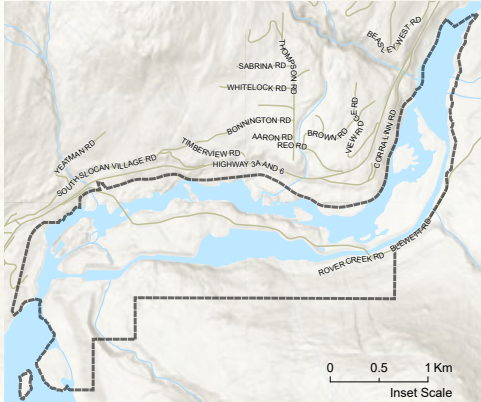 BEASLEY WEST RD
THOMPSON RD
SABRINA RD
WHITELOCK RD
VIEW RIDGE RD
BONNINGTON RD
CORRA LINN RD
AARON RD
BROWN RD
REO RD
YEATMAN RD
TIMBERVIEW RD
SOUTH SLOCAN VILLAGE RD
HIGHWAY 3A AND 6
BLEWETT RD
ROVER CREEK RD
0 0.5 1 Km
Inset Scale